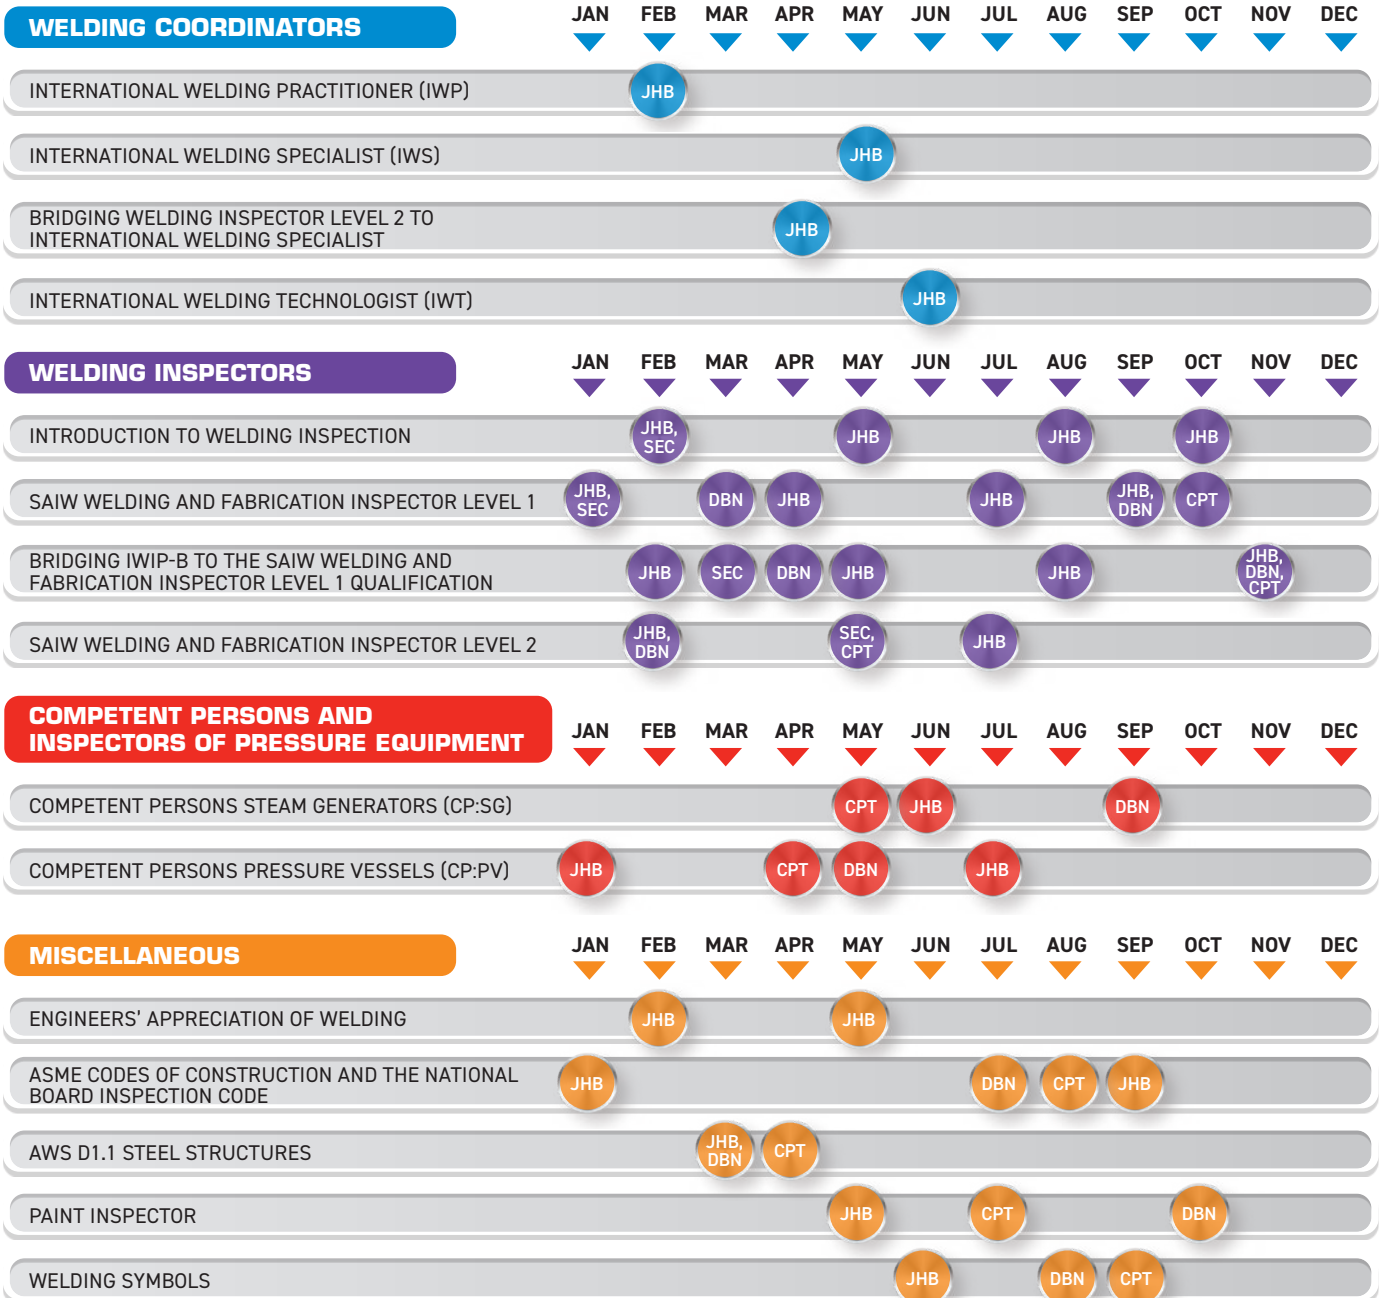 WELDING COORDINATORS JAN FEB MAR APR MAY JUN JUL AUG SEP OCT NOV DEC
INTERNATIONAL WELDING PRACTITIONER (IWP) JHB
INTERNATIONAL WELDING SPECIALIST (IWS) JHB
BRIDGING WELDING INSPECTOR LEVEL 2 TO
INTERNATIONAL WELDING SPECIALIST
JHB
INTERNATIONAL WELDING TECHNOLOGIST (IWT) JHB
WELDING INSPECTORS JAN FEB MAR APR MAY JUN JUL AUG SEP OCT NOV DEC
INTRODUCTION TO WELDING INSPECTION
JHB,
SEC
JHB JHB JHB
SAIW WELDING AND FABRICATION INSPECTOR LEVEL 1
JHB,
SEC
DBN JHB JHB
JHB,
DBN
CPT
BRIDGING IWIP-B TO THE SAIW WELDING AND
FABRICATION INSPECTOR LEVEL 1 QUALIFICATION
JHB SEC DBN JHB JHB
JHB,
DBN,
CPT
SAIW WELDING AND FABRICATION INSPECTOR LEVEL 2
JHB,
DBN
SEC,
CPT
JHB
COMPETENT PERSONS AND
INSPECTORS OF PRESSURE EQUIPMENT
JAN FEB MAR APR MAY JUN JUL AUG SEP OCT NOV DEC
COMPETENT PERSONS STEAM GENERATORS (CP:SG) CPT JHB DBN
COMPETENT PERSONS PRESSURE VESSELS (CP:PV) JHB CPT DBN JHB
MISCELLANEOUS JAN FEB MAR APR MAY JUN JUL AUG SEP OCT NOV DEC
ENGINEERS' APPRECIATION OF WELDING JHB JHB
ASME CODES OF CONSTRUCTION AND THE NATIONAL
BOARD INSPECTION CODE
JHB DBN CPT JHB
AWS D1.1 STEEL STRUCTURES
JHB,
DBN
CPT
PAINT INSPECTOR JHB CPT DBN
WELDING SYMBOLS JHB DBN CPT